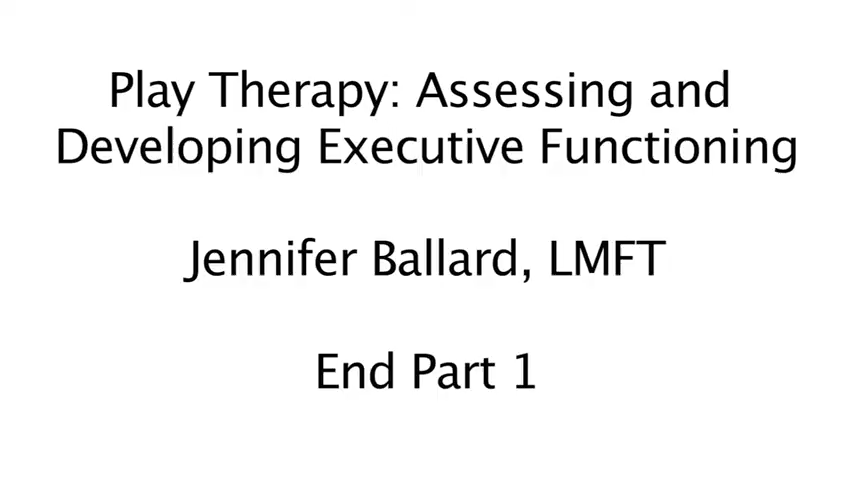 Play Therapy: Assessing and
Developing Executive Functioning
Jennifer Ballard, LMFT
End Part 1